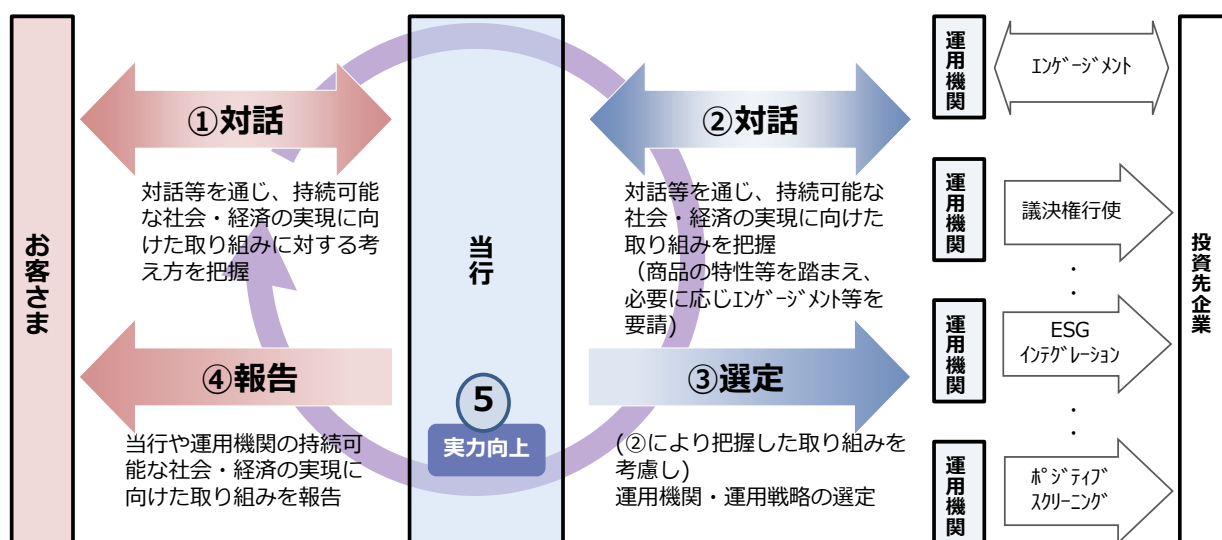 お客さま
①対話
対話等を通じ、持続可能
な社会・経済の実現に向
けた取り組みに対する考
え方を把握
④報告
当行や運用機関の持続可
能な社会・経済の実現に
向けた取り組みを報告
当行
5
実力向上
②対話
対話等を通じ、持続可能な
社会・経済の実現に向けた
取り組みを把握
（商品の特性等を踏まえ、
必要に応じｴﾝｹﾞｰｼﾞﾒﾝﾄ等を
要請)
③選定
(②により把握した取り組みを
考慮し)
運用機関・運用戦略の選定
運用機関
ｴﾝｹﾞｰｼﾞﾒﾝﾄ
運用機関
議決権行使
・
・
運用機関
ESG
ｲﾝﾃｸﾞﾚｰｼｮﾝ
・
・
運用機関
ﾎﾟｼﾞﾃｨﾌﾞ
ｽｸﾘｰﾆﾝｸﾞ
投資先企業